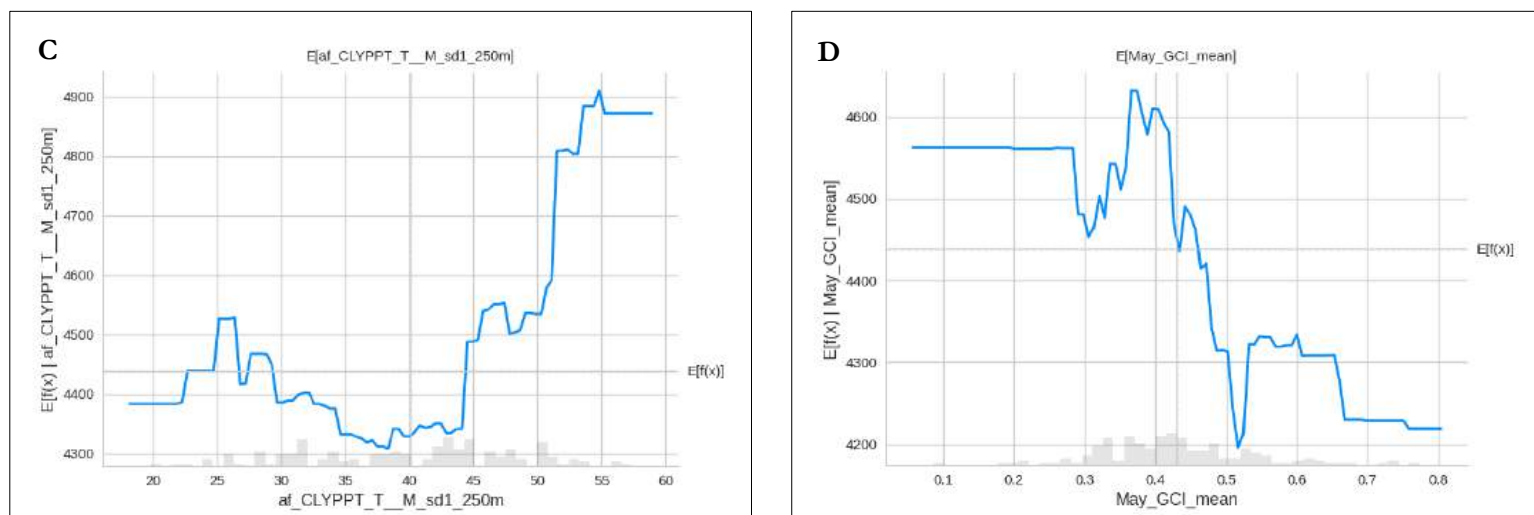 C
E[af_CLYPPT_T__M_sd1_250m]
E[f(x) | af_CLYPPT_T__M_sd1_250m]
4900
4800
4700
4600
4500
4400
4300
E[f(x)]
20 25 30 35 40 45 50 55 60
af_CLYPPT_T__M_sd1_250m
D
E[May_GCI_mean]
E[f(x) | May_GCI_mean]
4600
4500
4400
4300
4200
E[f(x)]
0.1 0.2 0.3 0.4 0.5 0.6 0.7 0.8
May_GCI_mean